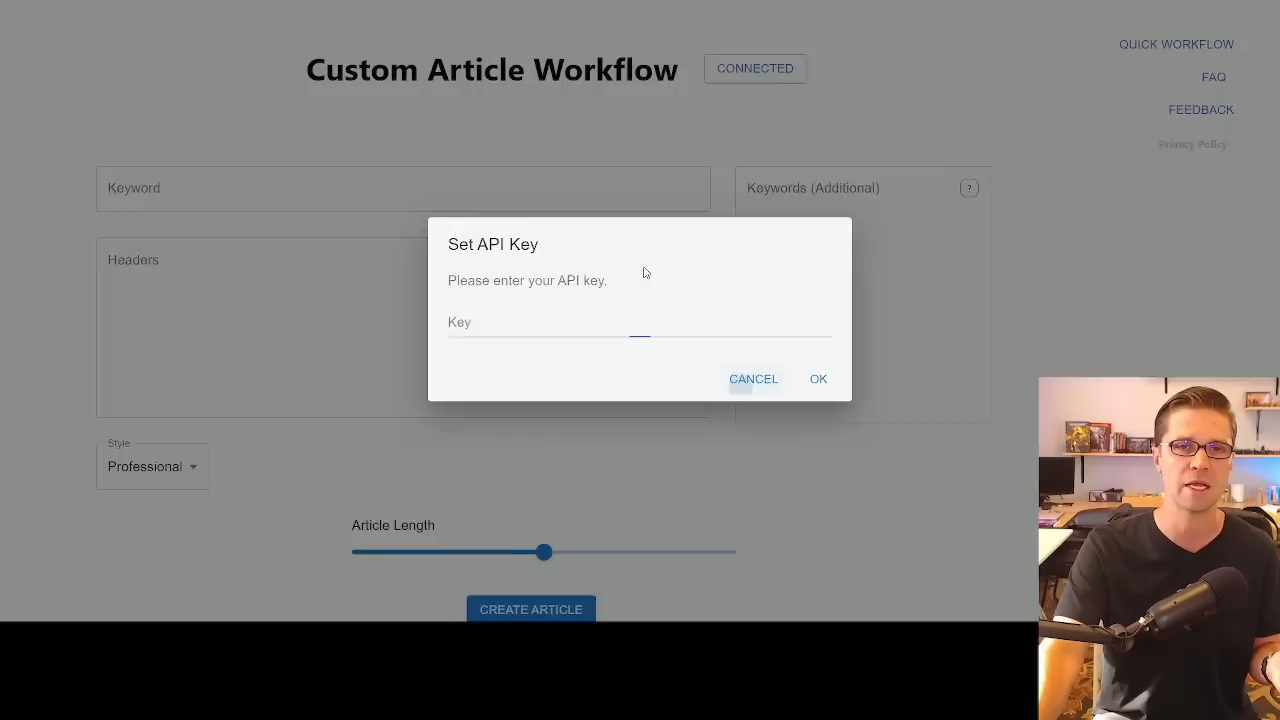 Custom Article Workflow
CONNECTED
QUICK WORKFLOW
FAQ
FEEDBACK
Privacy Policy
Keyword
Keywords (Additional)
?
Headers
Set API Key
Please enter your API key.
Key
CANCEL
OK
Style
Professional
Article Length
CREATE ARTICLE